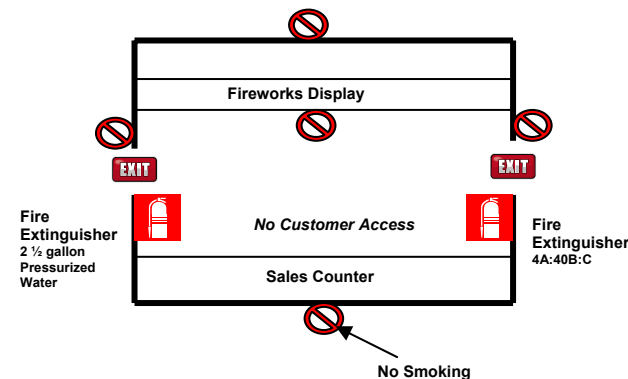 Fireworks Display
EXIT
EXIT
Fire
Extinguisher
2 ½ gallon
Pressurized
Water
No Customer Access
Fire
Extinguisher
4A:40B:C
Sales Counter
No Smoking